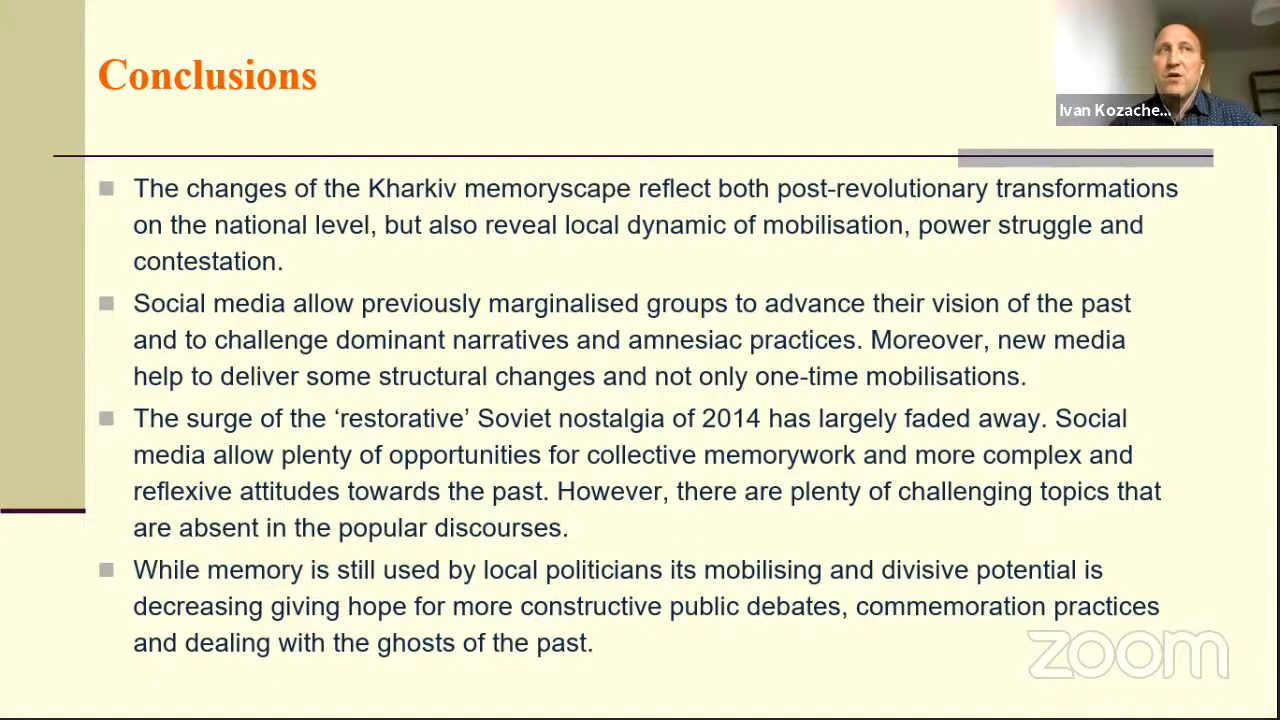 Conclusions
Ivan Kozache...
The changes of the Kharkiv memoryscape reflect both post-revolutionary transformations
on the national level, but also reveal local dynamic of mobilisation, power struggle and
contestation.
Social media allow previously marginalised groups to advance their vision of the past
and to challenge dominant narratives and amnesiac practices. Moreover, new media
help to deliver some structural changes and not only one-time mobilisations.
The surge of the ‘restorative’ Soviet nostalgia of 2014 has largely faded away. Social
media allow plenty of opportunities for collective memorywork and more complex and
reflexive attitudes towards the past. However, there are plenty of challenging topics that
are absent in the popular discourses.
While memory is still used by local politicians its mobilising and divisive potential is
decreasing giving hope for more constructive public debates, commemoration practices
and dealing with the ghosts of the past.
zoom